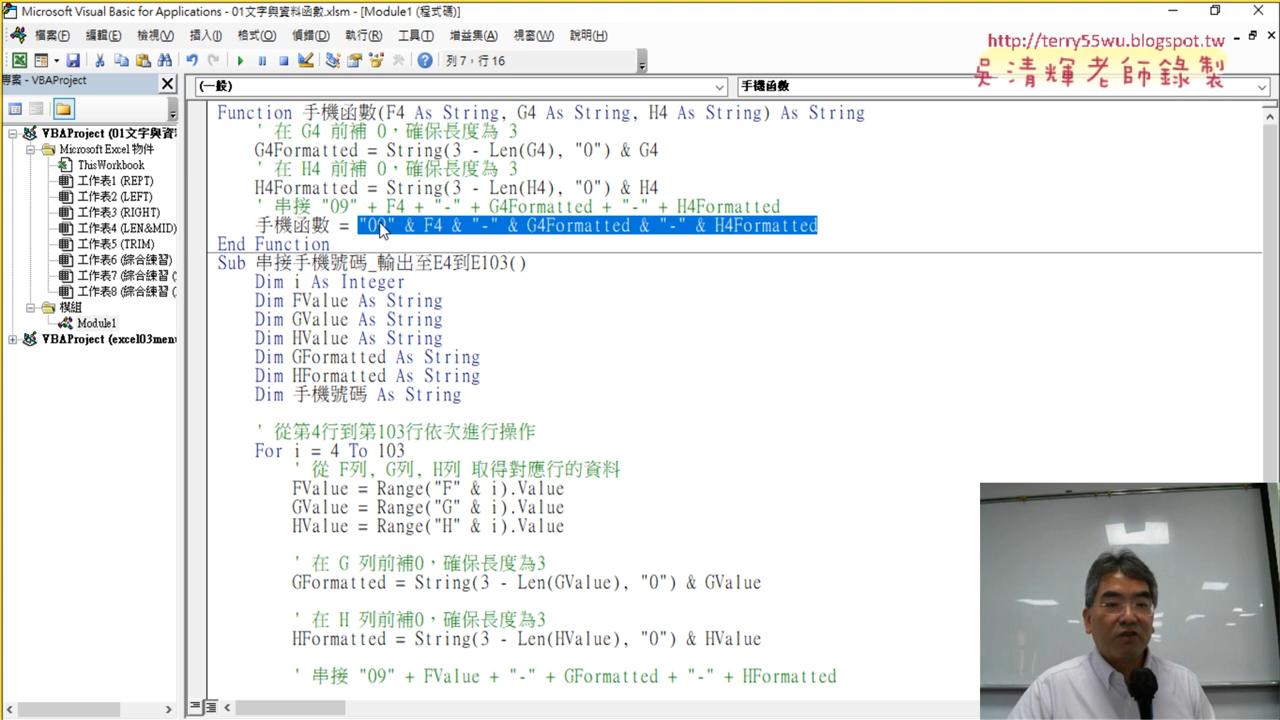 Microsoft Visual Basic for Applications - 01文字與資料函數.xlsm - [Module1 (程式碼)]
檔案(F) 編輯(E) 檢視(V) 插入(I) 格式(O) 偵錯(D) 執行(R) 工具(T) 增益集(A) 視窗(W) 說明(H)
http://terry55wu.blogspot.tw
吳清輝老師錄製
列 7，行 16
專案 - VBAProject
(一般)
手機函數
VBAProject (01文字與資
Microsoft Excel 物件
ThisWorkbook
工作表1 (REPT)
工作表2 (LEFT)
工作表3 (RIGHT)
工作表4 (LEN&MID)
工作表5 (TRIM)
工作表6 (綜合練習)
工作表7 (綜合練習 (
工作表8 (綜合練習 (
模組
Module1
VBAProject (excel03menu
Function 手機函數(F4 As String, G4 As String, H4 As String) As String
' 在 G4 前補 0，確保長度為 3
G4Formatted = String(3 - Len(G4), "0") & G4
' 在 H4 前補 0，確保長度為 3
H4Formatted = String(3 - Len(H4), "0") & H4
' 串接 "09" + F4 + "-" + G4Formatted + "-" + H4Formatted
手機函數 = "09" & F4 & "-" & G4Formatted & "-" & H4Formatted
End Function
Sub 串接手機號碼_輸出至E4到E103()
Dim i As Integer
Dim FValue As String
Dim GValue As String
Dim HValue As String
Dim GFormatted As String
Dim HFormatted As String
Dim 手機號碼 As String
' 從第4行到第103行依次進行操作
For i = 4 To 103
' 從 F列, G列, H列 取得對應行的資料
FValue = Range("F" & i).Value
GValue = Range("G" & i).Value
HValue = Range("H" & i).Value
' 在 G 列前補0，確保長度為3
GFormatted = String(3 - Len(GValue), "0") & GValue
' 在 H 列前補0，確保長度為3
HFormatted = String(3 - Len(HValue), "0") & HValue
' 串接 "09" + FValue + "-" + GFormatted + "-" + HFormatted